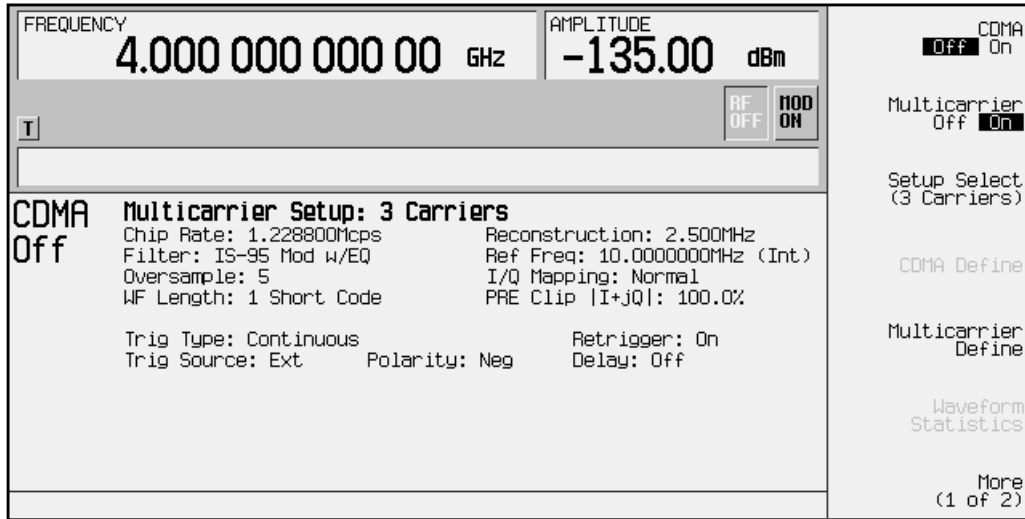 FREQUENCY
4.000 000 000 00 GHz
AMPLITUDE
-135.00 dBm
RF OFF
MOD ON
T
CDMA Off
Multicarrier Setup: 3 Carriers
Chip Rate: 1.228800Mcps Reconstruction: 2.500MHz
Filter: IS-95 Mod w/EQ Ref Freq: 10.0000000MHz (Int)
Oversample: 5 I/Q Mapping: Normal
WF Length: 1 Short Code PRE Clip |I+jQ|: 100.0%
Trig Type: Continuous Retrigger: On
Trig Source: Ext Polarity: Neg Delay: Off
CDMA
Off On
Multicarrier
Off On
Setup Select
(3 Carriers)
CDMA Define
Multicarrier
Define
Waveform
Statistics
More
(1 of 2)